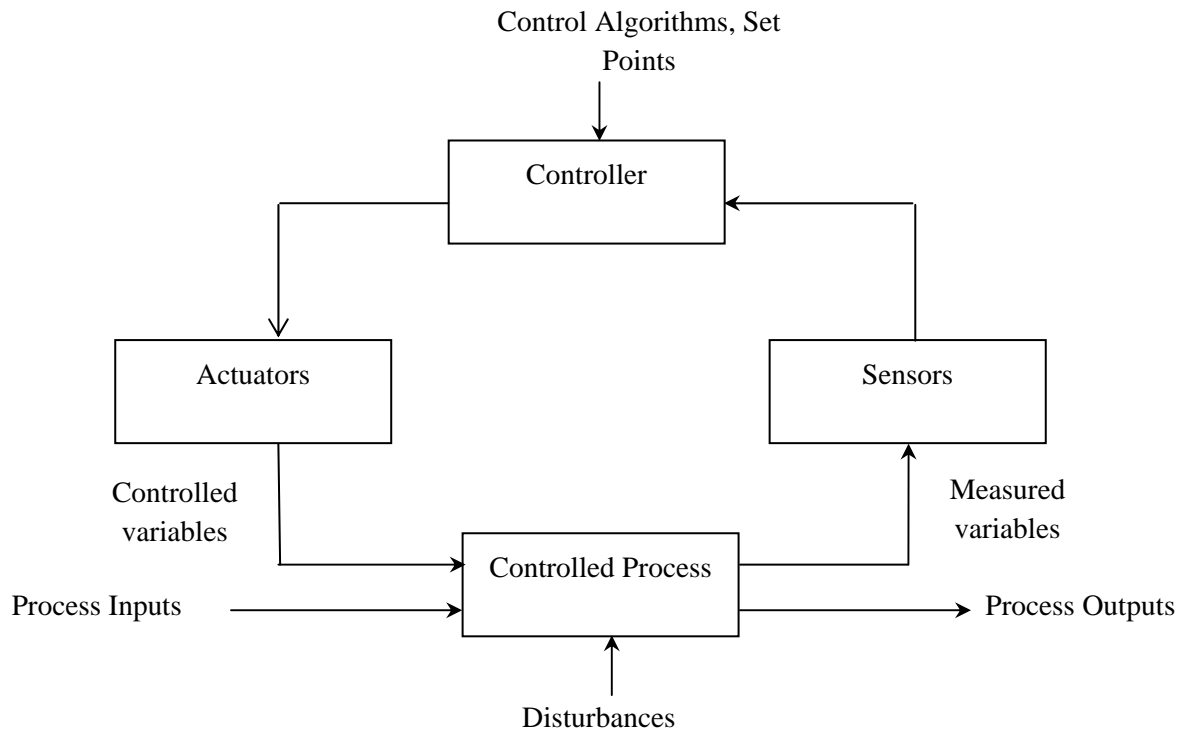 Control Algorithms, Set
Points
Controller
Actuators
Sensors
Controlled
variables
Measured
variables
Controlled Process
Process Inputs
Process Outputs
Disturbances